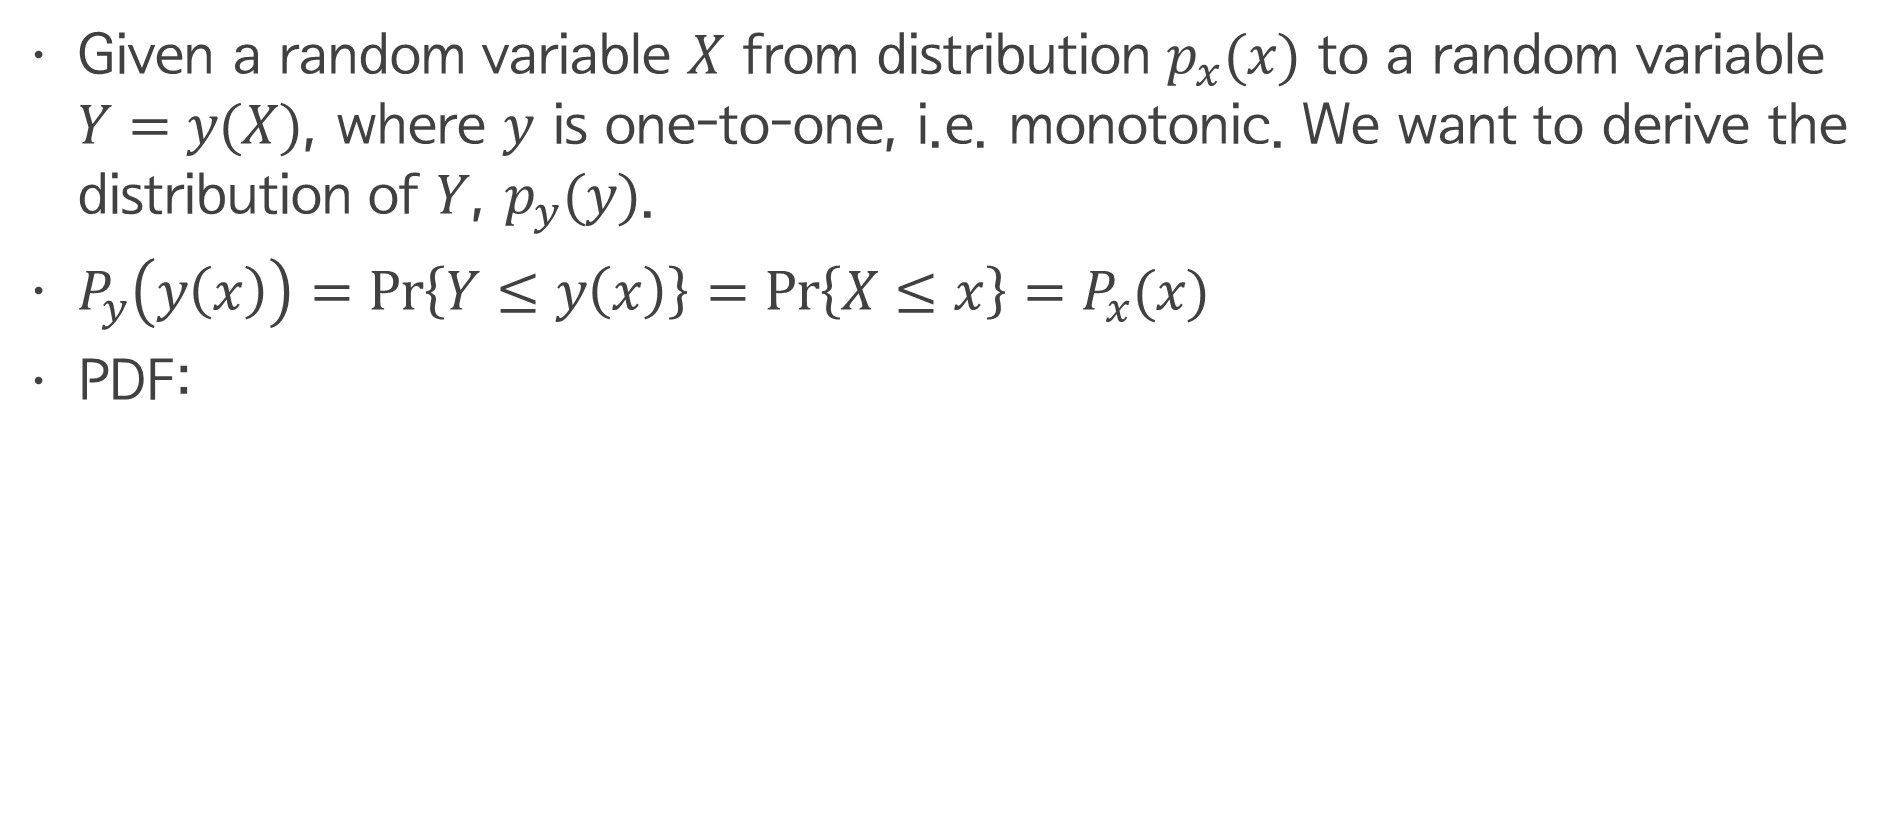 · Given a random variable 𝑋 from distribution 𝑝ₓ(𝑥) to a random variable
𝑌 = 𝑦(𝑋), where 𝑦 is one-to-one, i.e. monotonic. We want to derive the
distribution of 𝑌, 𝑝_𝑦(𝑦).
· 𝑃_𝑦(𝑦(𝑥)) = Pr{𝑌 ≤ 𝑦(𝑥)} = Pr{𝑋 ≤ 𝑥} = 𝑃ₓ(𝑥)
· PDF: